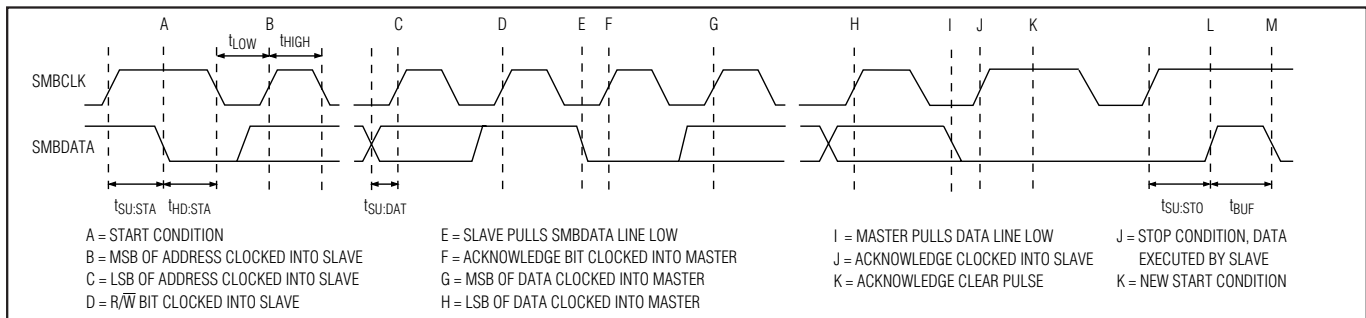 A B C D E F G H I J K L M
tLOW tHIGH
SMBCLK
SMBDATA
tSU:STA tHD:STA tSU:DAT tSU:STO tBUF
A = START CONDITION
B = MSB OF ADDRESS CLOCKED INTO SLAVE
C = LSB OF ADDRESS CLOCKED INTO SLAVE
D = R/W̅ BIT CLOCKED INTO SLAVE
E = SLAVE PULLS SMBDATA LINE LOW
F = ACKNOWLEDGE BIT CLOCKED INTO MASTER
G = MSB OF DATA CLOCKED INTO MASTER
H = LSB OF DATA CLOCKED INTO MASTER
I = MASTER PULLS DATA LINE LOW
J = ACKNOWLEDGE CLOCKED INTO SLAVE
K = ACKNOWLEDGE CLEAR PULSE
J = STOP CONDITION, DATA
EXECUTED BY SLAVE
K = NEW START CONDITION